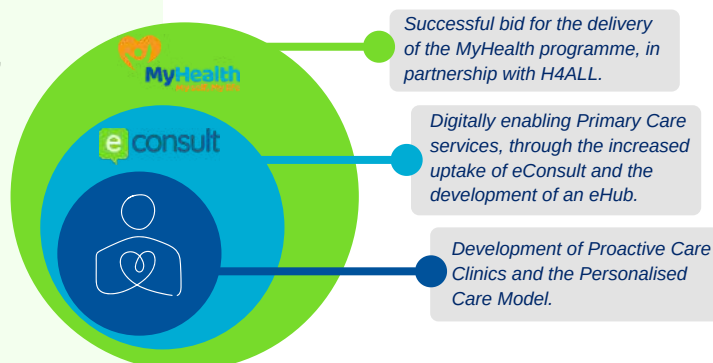 Successful bid for the delivery
of the MyHealth programme, in
partnership with H4ALL.
MyHealth
e consult
Digitally enabling Primary Care
services, through the increased
uptake of eConsult and the
development of an eHub.
Development of Proactive Care
Clinics and the Personalised
Care Model.